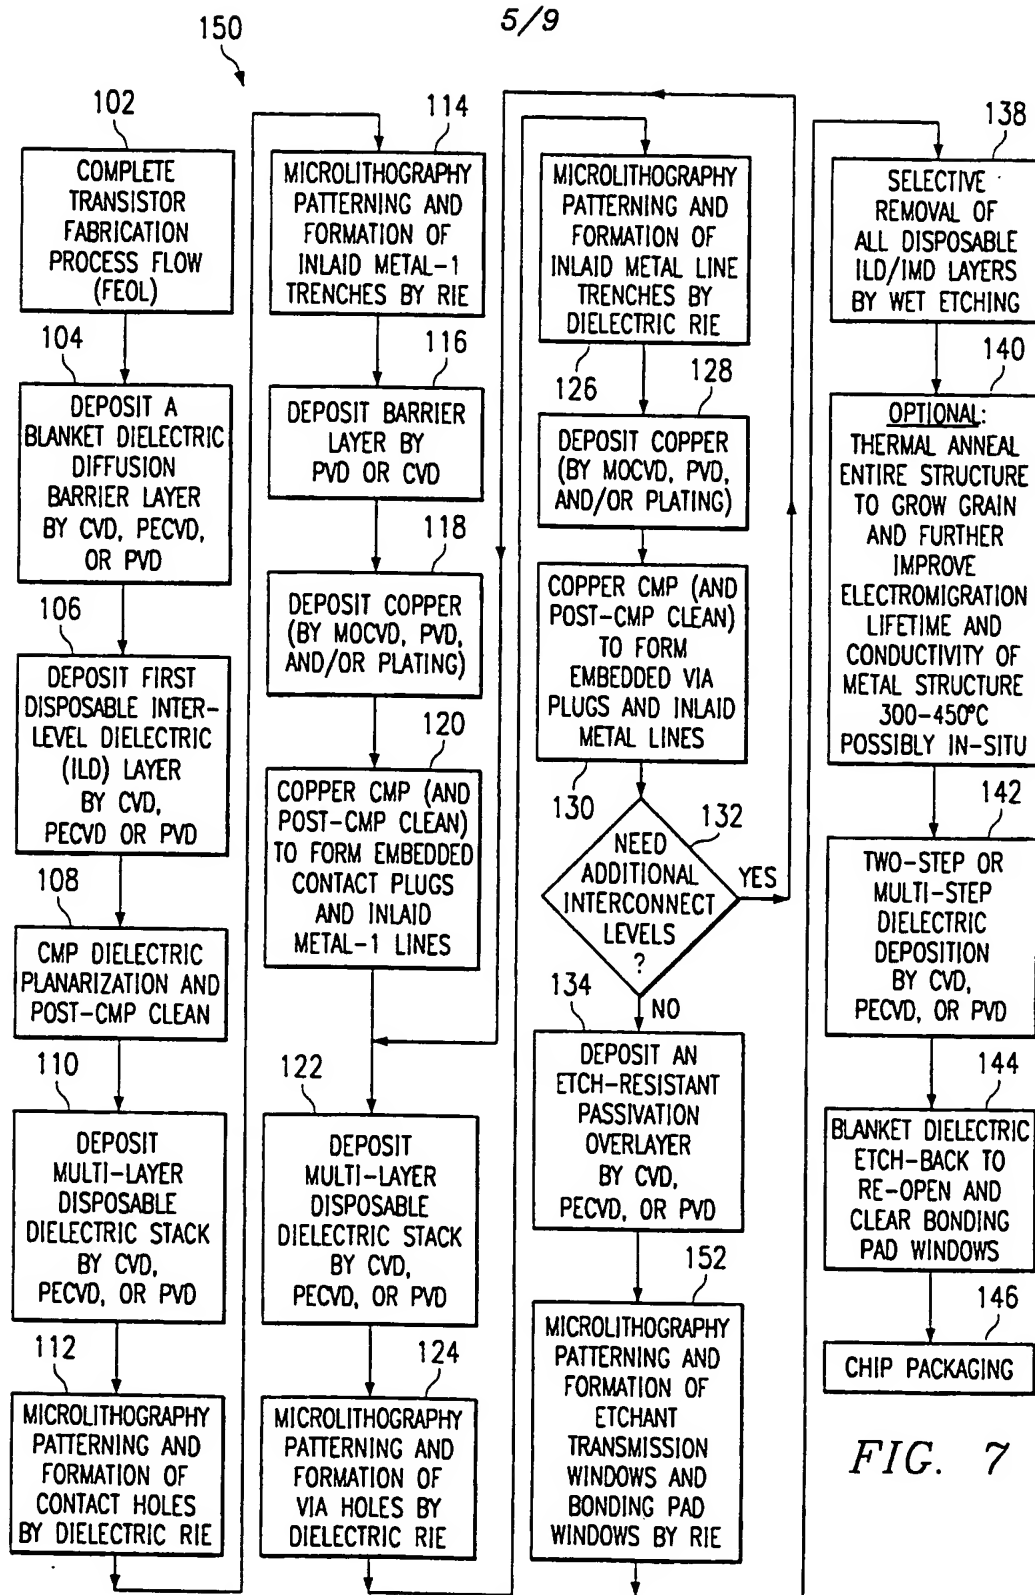 5/9
150
102
COMPLETE
TRANSISTOR
FABRICATION
PROCESS FLOW
(FEOL)
104
DEPOSIT A
BLANKET DIELECTRIC
DIFFUSION
BARRIER LAYER
BY CVD, PECVD,
OR PVD
106
DEPOSIT FIRST
DISPOSABLE INTER-
LEVEL DIELECTRIC
(ILD) LAYER
BY CVD,
PECVD OR PVD
108
CMP DIELECTRIC
PLANARIZATION AND
POST-CMP CLEAN
110
DEPOSIT
MULTI-LAYER
DISPOSABLE
DIELECTRIC STACK
BY CVD,
PECVD, OR PVD
112
MICROLITHOGRAPHY
PATTERNING AND
FORMATION OF
CONTACT HOLES
BY DIELECTRIC RIE
114
MICROLITHOGRAPHY
PATTERNING AND
FORMATION OF
INLAID METAL-1
TRENCHES BY RIE
116
DEPOSIT BARRIER
LAYER BY
PVD OR CVD
118
DEPOSIT COPPER
(BY MOCVD, PVD,
AND/OR PLATING)
120
COPPER CMP (AND
POST-CMP CLEAN)
TO FORM EMBEDDED
CONTACT PLUGS
AND INLAID
METAL-1 LINES
122
DEPOSIT
MULTI-LAYER
DISPOSABLE
DIELECTRIC STACK
BY CVD,
PECVD, OR PVD
124
MICROLITHOGRAPHY
PATTERNING AND
FORMATION OF
VIA HOLES BY
DIELECTRIC RIE
MICROLITHOGRAPHY
PATTERNING AND
FORMATION OF
INLAID METAL LINE
TRENCHES BY
DIELECTRIC RIE
126
128
DEPOSIT COPPER
(BY MOCVD, PVD,
AND/OR PLATING)
COPPER CMP (AND
POST-CMP CLEAN)
TO FORM
EMBEDDED VIA
PLUGS AND INLAID
METAL LINES
130
132
NEED
ADDITIONAL
INTERCONNECT
LEVELS
?
YES
NO
134
DEPOSIT AN
ETCH-RESISTANT
PASSIVATION
OVERLAYER
BY CVD,
PECVD, OR PVD
152
MICROLITHOGRAPHY
PATTERNING AND
FORMATION OF
ETCHANT
TRANSMISSION
WINDOWS AND
BONDING PAD
WINDOWS BY RIE
138
SELECTIVE
REMOVAL OF
ALL DISPOSABLE
ILD/IMD LAYERS
BY WET ETCHING
140
OPTIONAL:
THERMAL ANNEAL
ENTIRE STRUCTURE
TO GROW GRAIN
AND FURTHER
IMPROVE
ELECTROMIGRATION
LIFETIME AND
CONDUCTIVITY OF
METAL STRUCTURE
300-450°C
POSSIBLY IN-SITU
142
TWO-STEP OR
MULTI-STEP
DIELECTRIC
DEPOSITION
BY CVD,
PECVD, OR PVD
144
BLANKET DIELECTRIC
ETCH-BACK TO
RE-OPEN AND
CLEAR BONDING
PAD WINDOWS
146
CHIP PACKAGING
FIG. 7